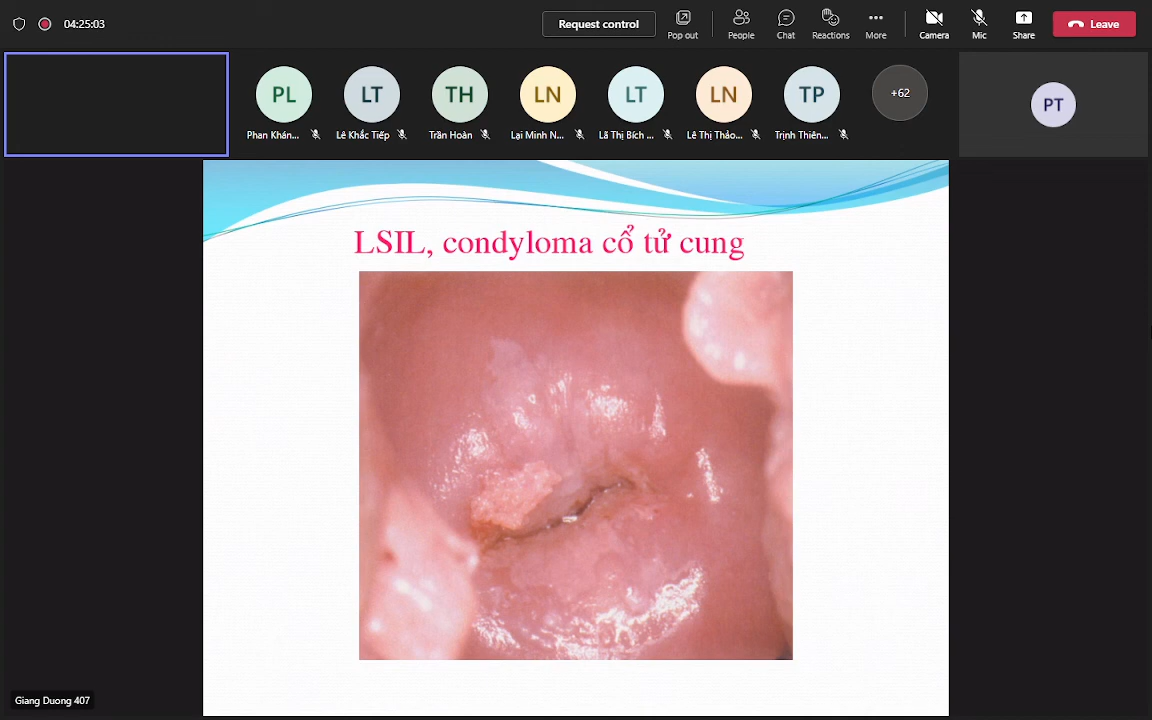 04:25:03
Request control
Pop out
People
Chat
Reactions
More
Camera
Mic
Share
Leave
PL
LT
TH
LN
LT
LN
TP
+62
PT
Phan Khán...
Lê Khắc Tiếp
Trần Hoàn
Lại Minh N...
Lã Thị Bích ...
Lê Thị Thảo...
Trịnh Thiên...
LSIL, condyloma cổ tử cung
Giang Duong 407